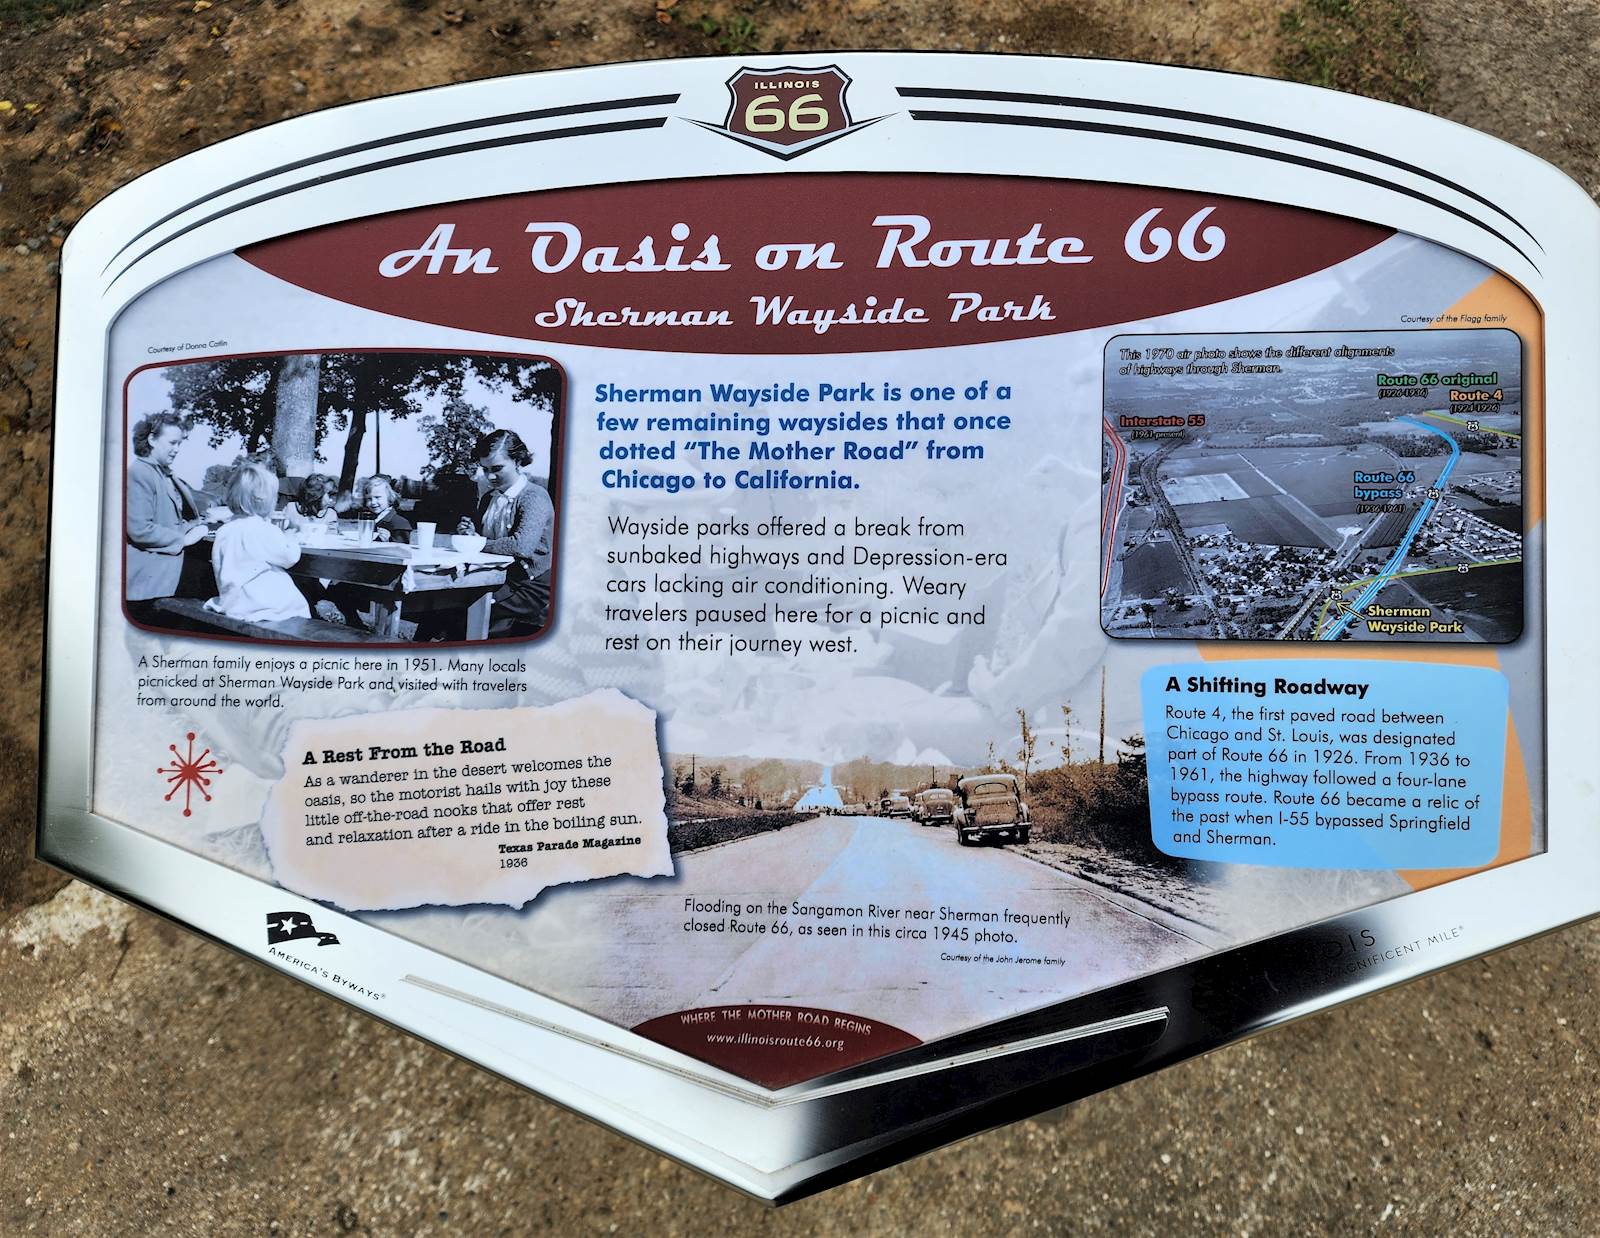 ILLINOIS
66
An Oasis on Route 66
Sherman Wayside Park
Courtesy of Donna Catlin
A Sherman family enjoys a picnic here in 1951. Many locals
picnicked at Sherman Wayside Park and visited with travelers
from around the world.
Sherman Wayside Park is one of a
few remaining waysides that once
dotted “The Mother Road” from
Chicago to California.
Wayside parks offered a break from
sunbaked highways and Depression-era
cars lacking air conditioning. Weary
travelers paused here for a picnic and
rest on their journey west.
Courtesy of the Flagg family
This 1970 air photo shows the different alignments
of highways through Sherman.
Route 66 original
(1926-1936)
Route 4
(1924-1926)
Interstate 55
(1961-present)
Route 66
bypass
(1936-1961)
Sherman
Wayside Park
A Rest From the Road
As a wanderer in the desert welcomes the
oasis, so the motorist hails with joy these
little off-the-road nooks that offer rest
and relaxation after a ride in the boiling sun.
Texas Parade Magazine
1936
A Shifting Roadway
Route 4, the first paved road between
Chicago and St. Louis, was designated
part of Route 66 in 1926. From 1936 to
1961, the highway followed a four-lane
bypass route. Route 66 became a relic of
the past when I-55 bypassed Springfield
and Sherman.
Flooding on the Sangamon River near Sherman frequently
closed Route 66, as seen in this circa 1945 photo.
Courtesy of the John Jerome family
AMERICA'S BYWAYS®
WHERE THE MOTHER ROAD BEGINS
www.illinoisroute66.org
MILE®